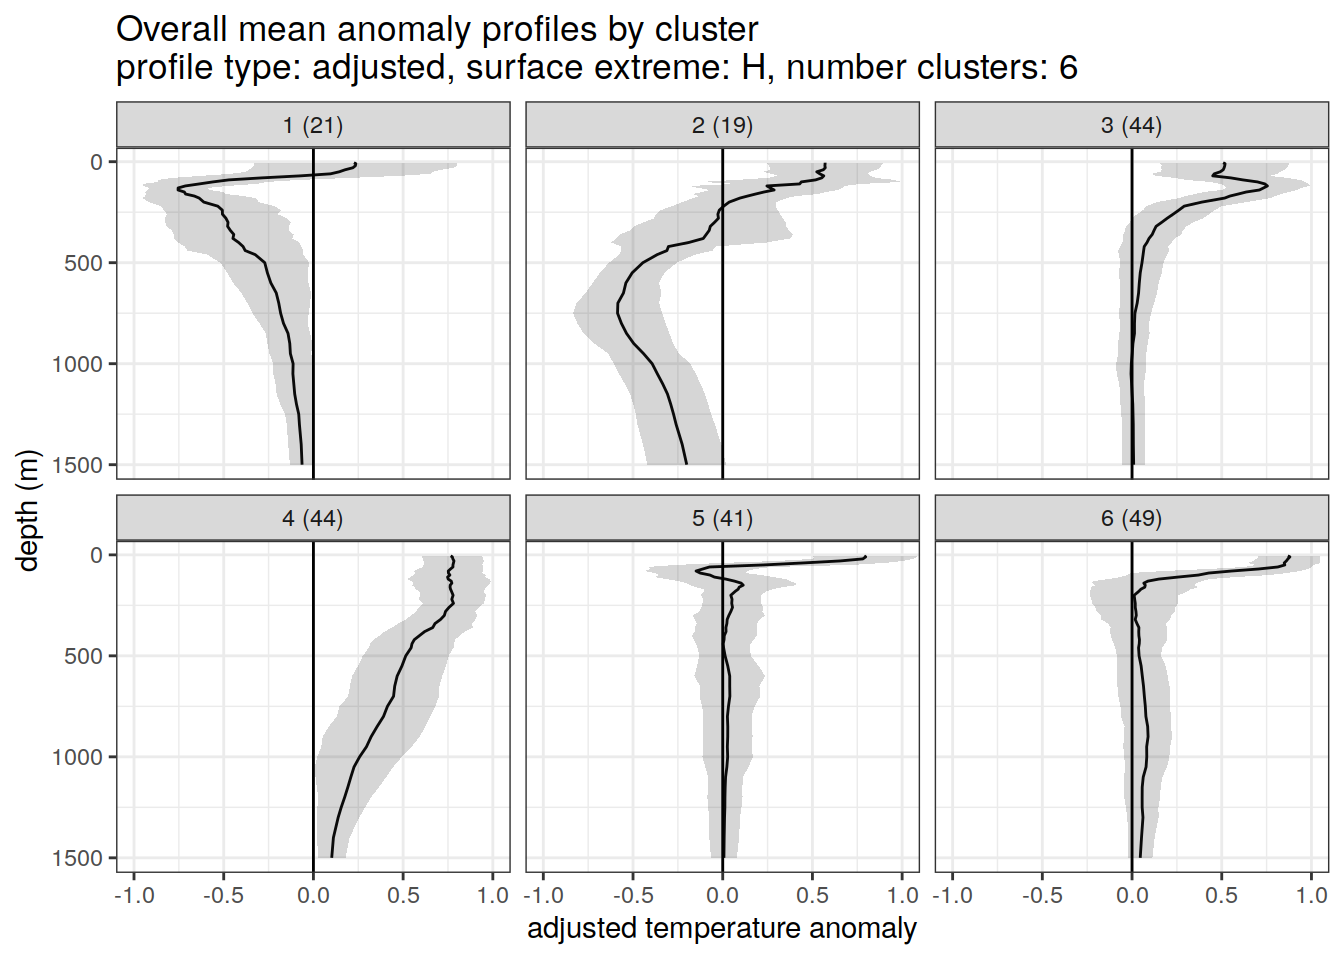 Overall mean anomaly profiles by cluster
profile type: adjusted, surface extreme: H, number clusters: 6
1 (21)
2 (19)
3 (44)
0
500
1000
1500
4 (44)
5 (41)
6 (49)
0
500
1000
1500
depth (m)
-1.0 -0.5 0.0 0.5 1.0
-1.0 -0.5 0.0 0.5 1.0
-1.0 -0.5 0.0 0.5 1.0
adjusted temperature anomaly